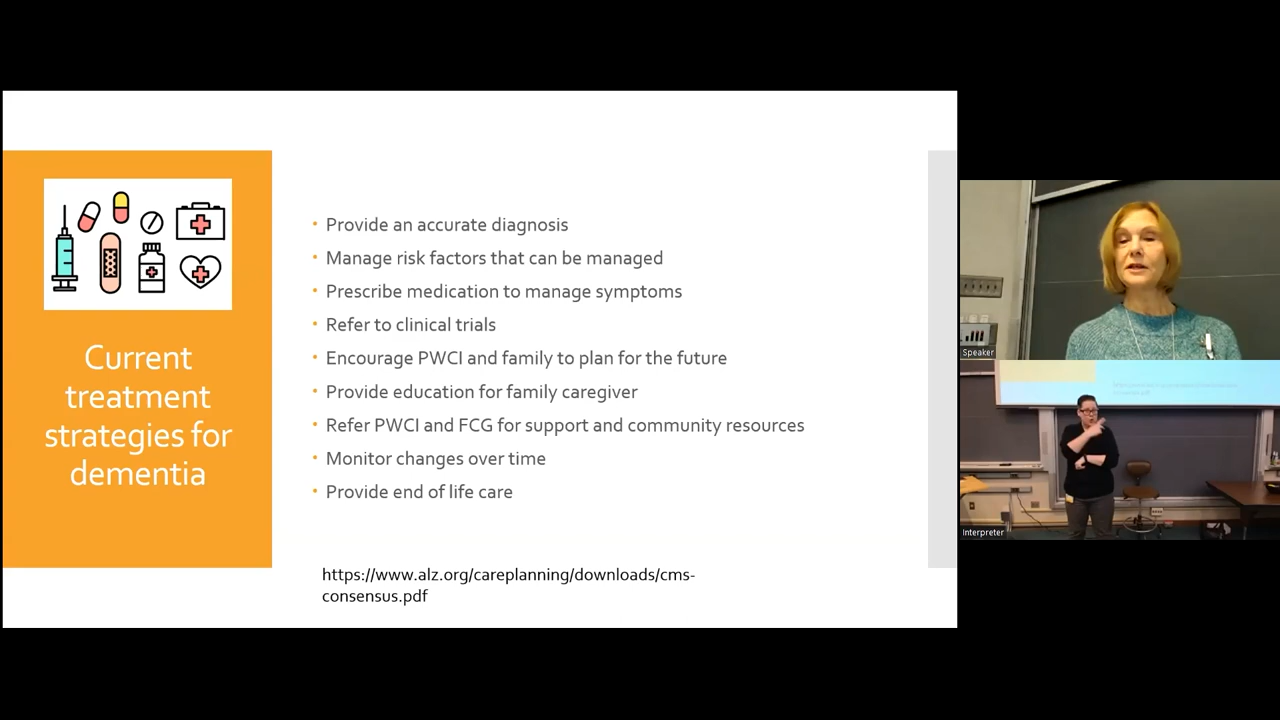 Current
treatment
strategies for
dementia
• Provide an accurate diagnosis
• Manage risk factors that can be managed
• Prescribe medication to manage symptoms
• Refer to clinical trials
• Encourage PWCI and family to plan for the future
• Provide education for family caregiver
• Refer PWCI and FCG for support and community resources
• Monitor changes over time
• Provide end of life care
https://www.alz.org/careplanning/downloads/cms-
consensus.pdf
Speaker
Interpreter